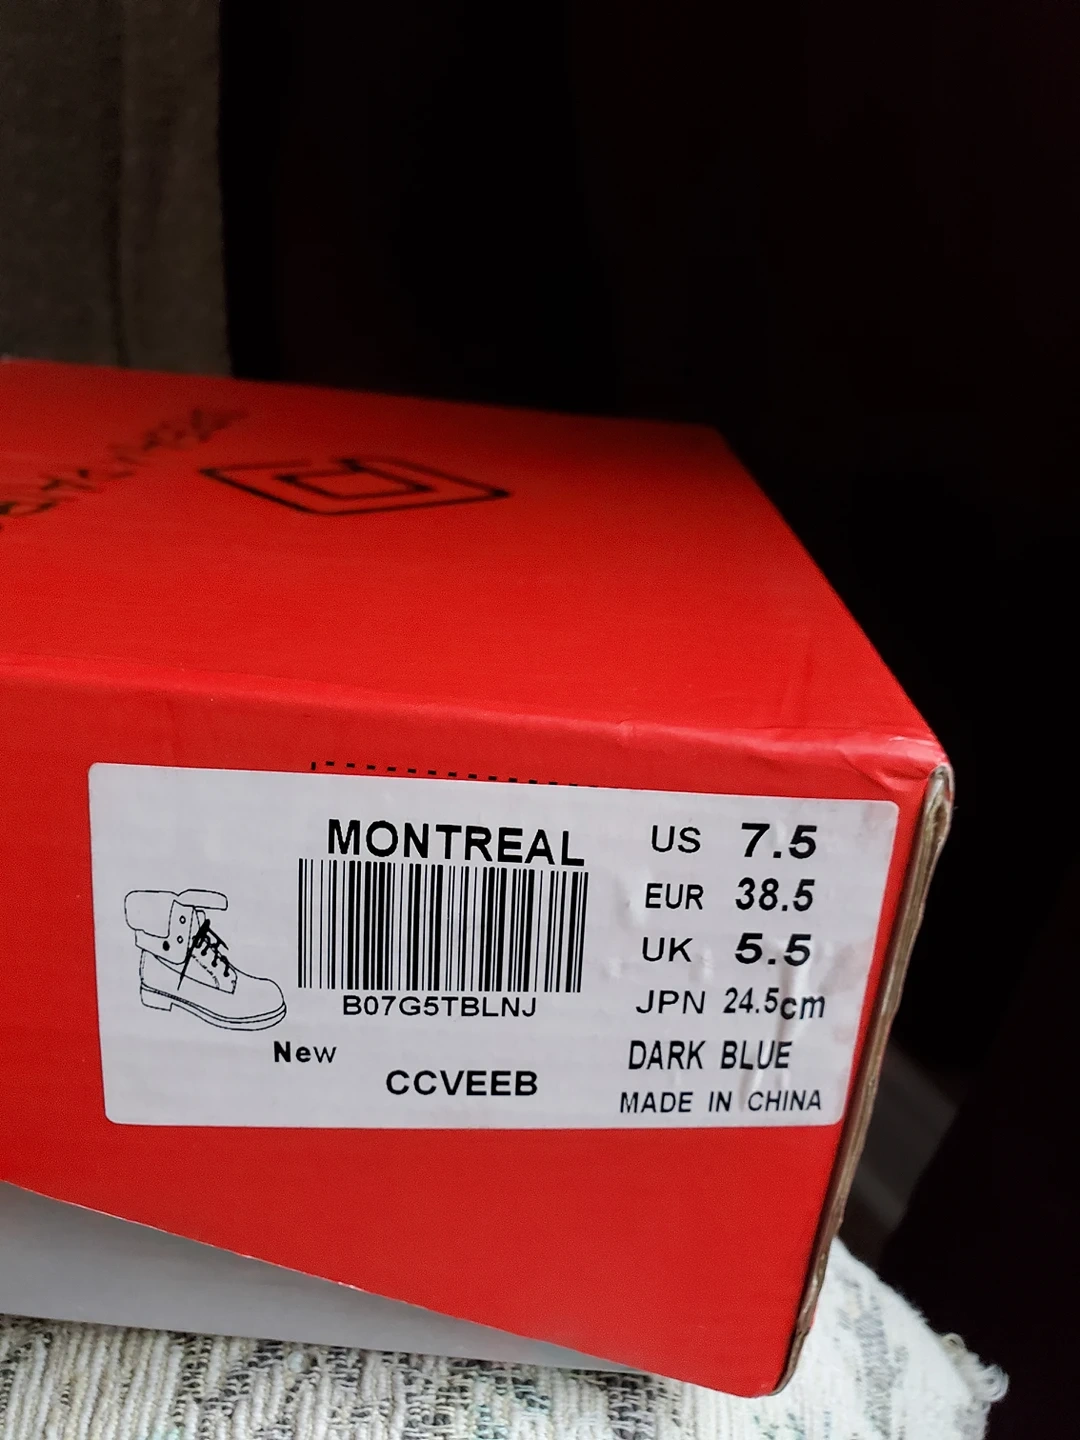 MONTREAL
B07G5TBLNJ
New
CCVEEB
US 7.5
EUR 38.5
UK 5.5
JPN 24.5cm
DARK BLUE
MADE IN CHINA